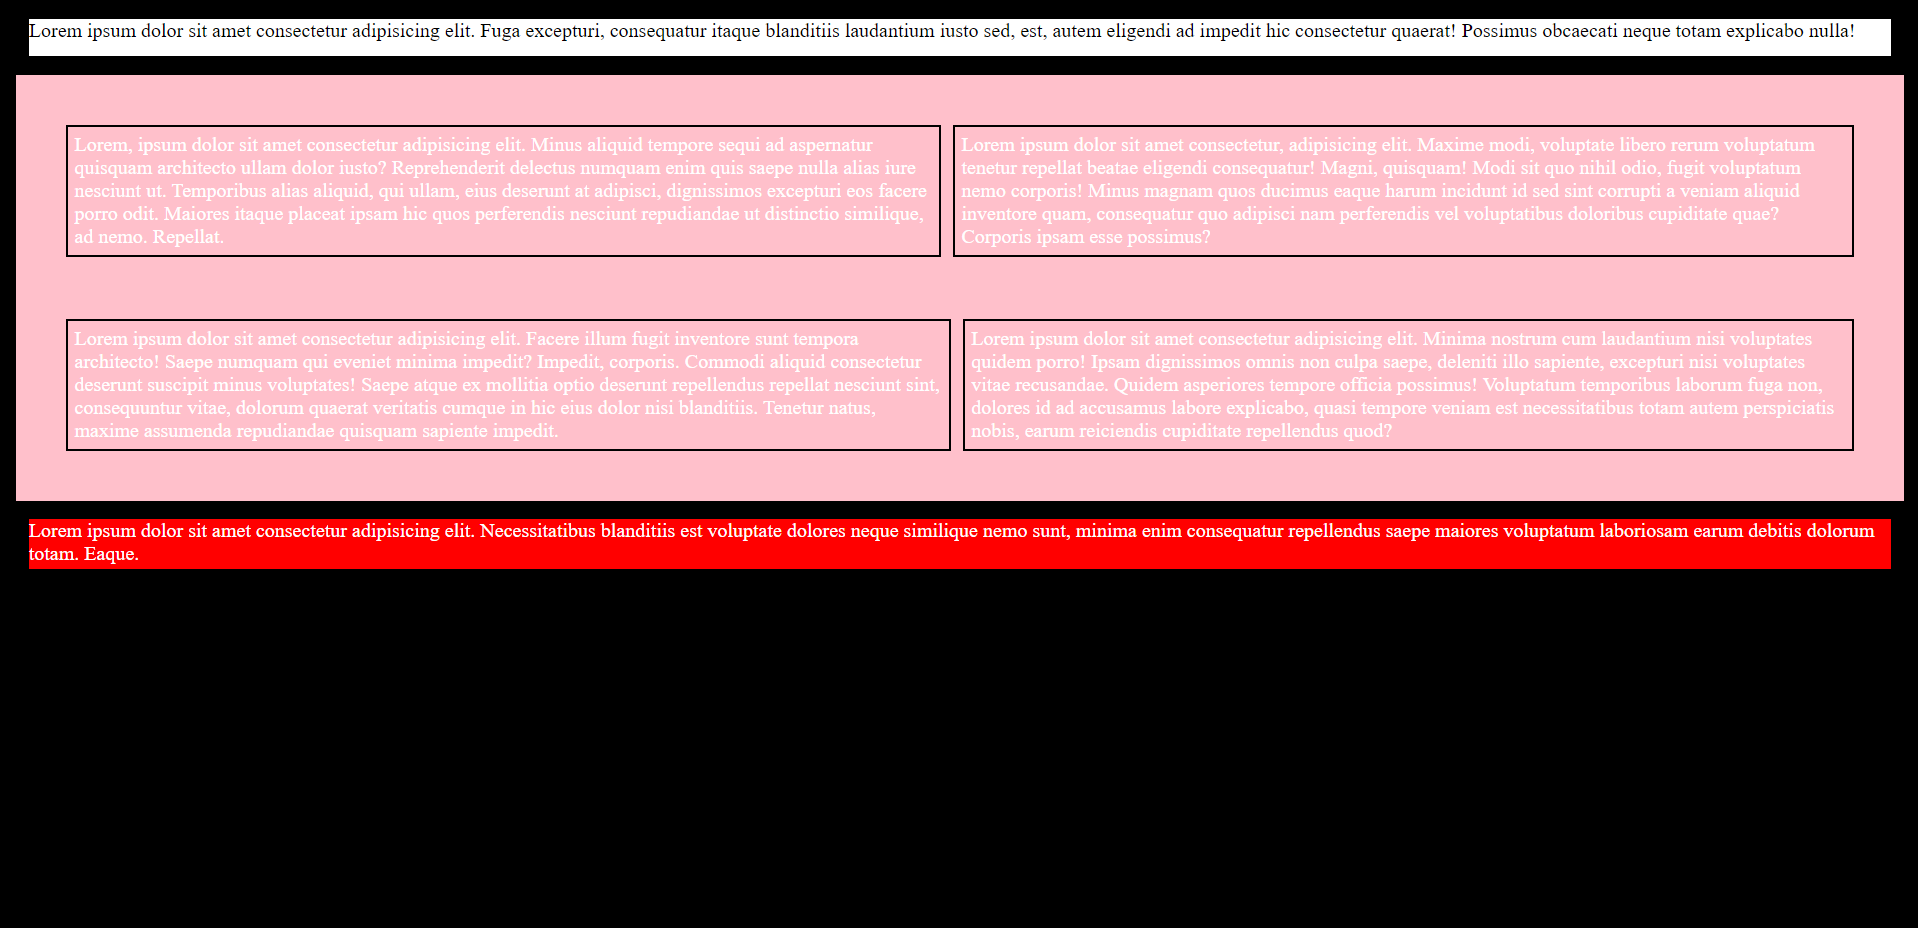 Lorem ipsum dolor sit amet consectetur adipisicing elit. Fuga excepturi, consequatur itaque blanditiis laudantium iusto sed, est, autem eligendi ad impedit hic consectetur quaerat! Possimus obcaecati neque totam explicabo nulla!
Lorem, ipsum dolor sit amet consectetur adipisicing elit. Minus aliquid tempore sequi ad aspernatur
quisquam architecto ullam dolor iusto? Reprehenderit delectus numquam enim quis saepe nulla alias iure
nesciunt ut. Temporibus alias aliquid, qui ullam, eius deserunt at adipisci, dignissimos excepturi eos facere
porro odit. Maiores itaque placeat ipsam hic quos perferendis nesciunt repudiandae ut distinctio similique,
ad nemo. Repellat.
Lorem ipsum dolor sit amet consectetur, adipisicing elit. Maxime modi, voluptate libero rerum voluptatum
tenetur repellat beatae eligendi consequatur! Magni, quisquam! Modi sit quo nihil odio, fugit voluptatum
nemo corporis! Minus magnam quos ducimus eaque harum incidunt id sed sint corrupti a veniam aliquid
inventore quam, consequatur quo adipisci nam perferendis vel voluptatibus doloribus cupiditate quae?
Corporis ipsam esse possimus?
Lorem ipsum dolor sit amet consectetur adipisicing elit. Facere illum fugit inventore sunt tempora
architecto! Saepe numquam qui eveniet minima impedit? Impedit, corporis. Commodi aliquid consectetur
deserunt suscipit minus voluptates! Saepe atque ex mollitia optio deserunt repellendus repellat nesciunt sint,
consequuntur vitae, dolorum quaerat veritatis cumque in hic eius dolor nisi blanditiis. Tenetur natus,
maxime assumenda repudiandae quisquam sapiente impedit.
Lorem ipsum dolor sit amet consectetur adipisicing elit. Minima nostrum cum laudantium nisi voluptates
quidem porro! Ipsam dignissimos omnis non culpa saepe, deleniti illo sapiente, excepturi nisi voluptates
vitae recusandae. Quidem asperiores tempore officia possimus! Voluptatum temporibus laborum fuga non,
dolores id ad accusamus labore explicabo, quasi tempore veniam est necessitatibus totam autem perspiciatis
nobis, earum reiciendis cupiditate repellendus quod?
Lorem ipsum dolor sit amet consectetur adipisicing elit. Necessitatibus blanditiis est voluptate dolores neque similique nemo sunt, minima enim consequatur repellendus saepe maiores voluptatum laboriosam earum debitis dolorum
totam. Eaque.